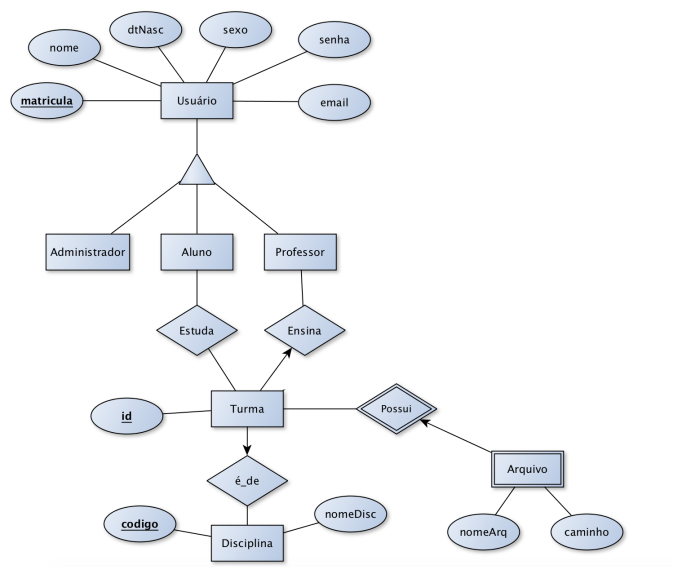 dtNasc
sexo
nome
senha
matricula
Usuário
email
Administrador
Aluno
Professor
Estuda
Ensina
id
Turma
Possui
Arquivo
é_de
codigo
nomeDisc
nomeArq
caminho
Disciplina